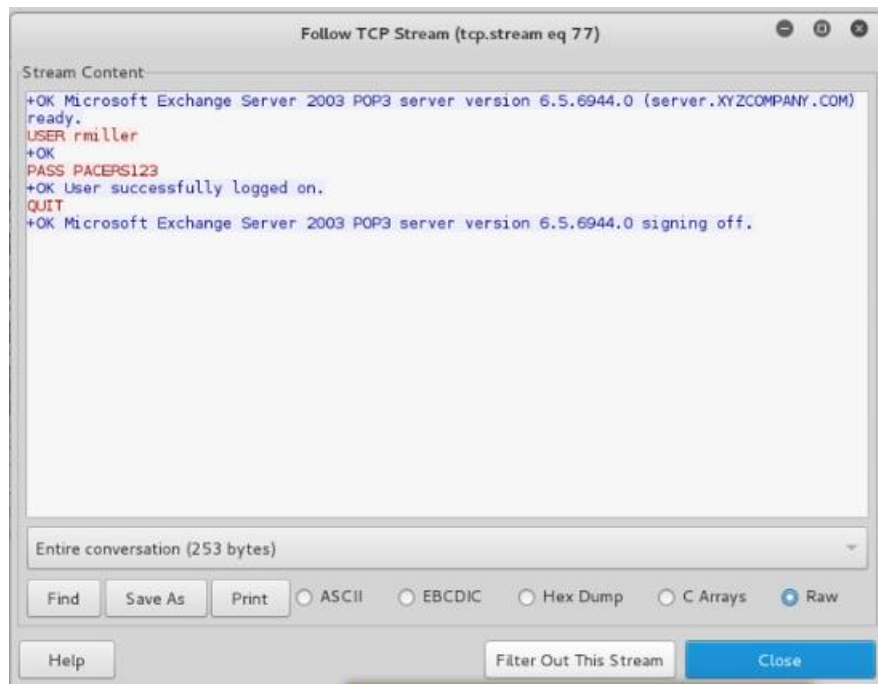 Follow TCP Stream (tcp.stream eq 77)
Stream Content
+OK Microsoft Exchange Server 2003 POP3 server version 6.5.6944.0 (server.XYZCOMPANY.COM)
ready.
USER rmiller
+OK
PASS PACERS123
+OK User successfully logged on.
QUIT
+OK Microsoft Exchange Server 2003 POP3 server version 6.5.6944.0 signing off.
Entire conversation (253 bytes)
Find Save As Print ASCII EBCDIC Hex Dump C Arrays Raw
Help Filter Out This Stream Close